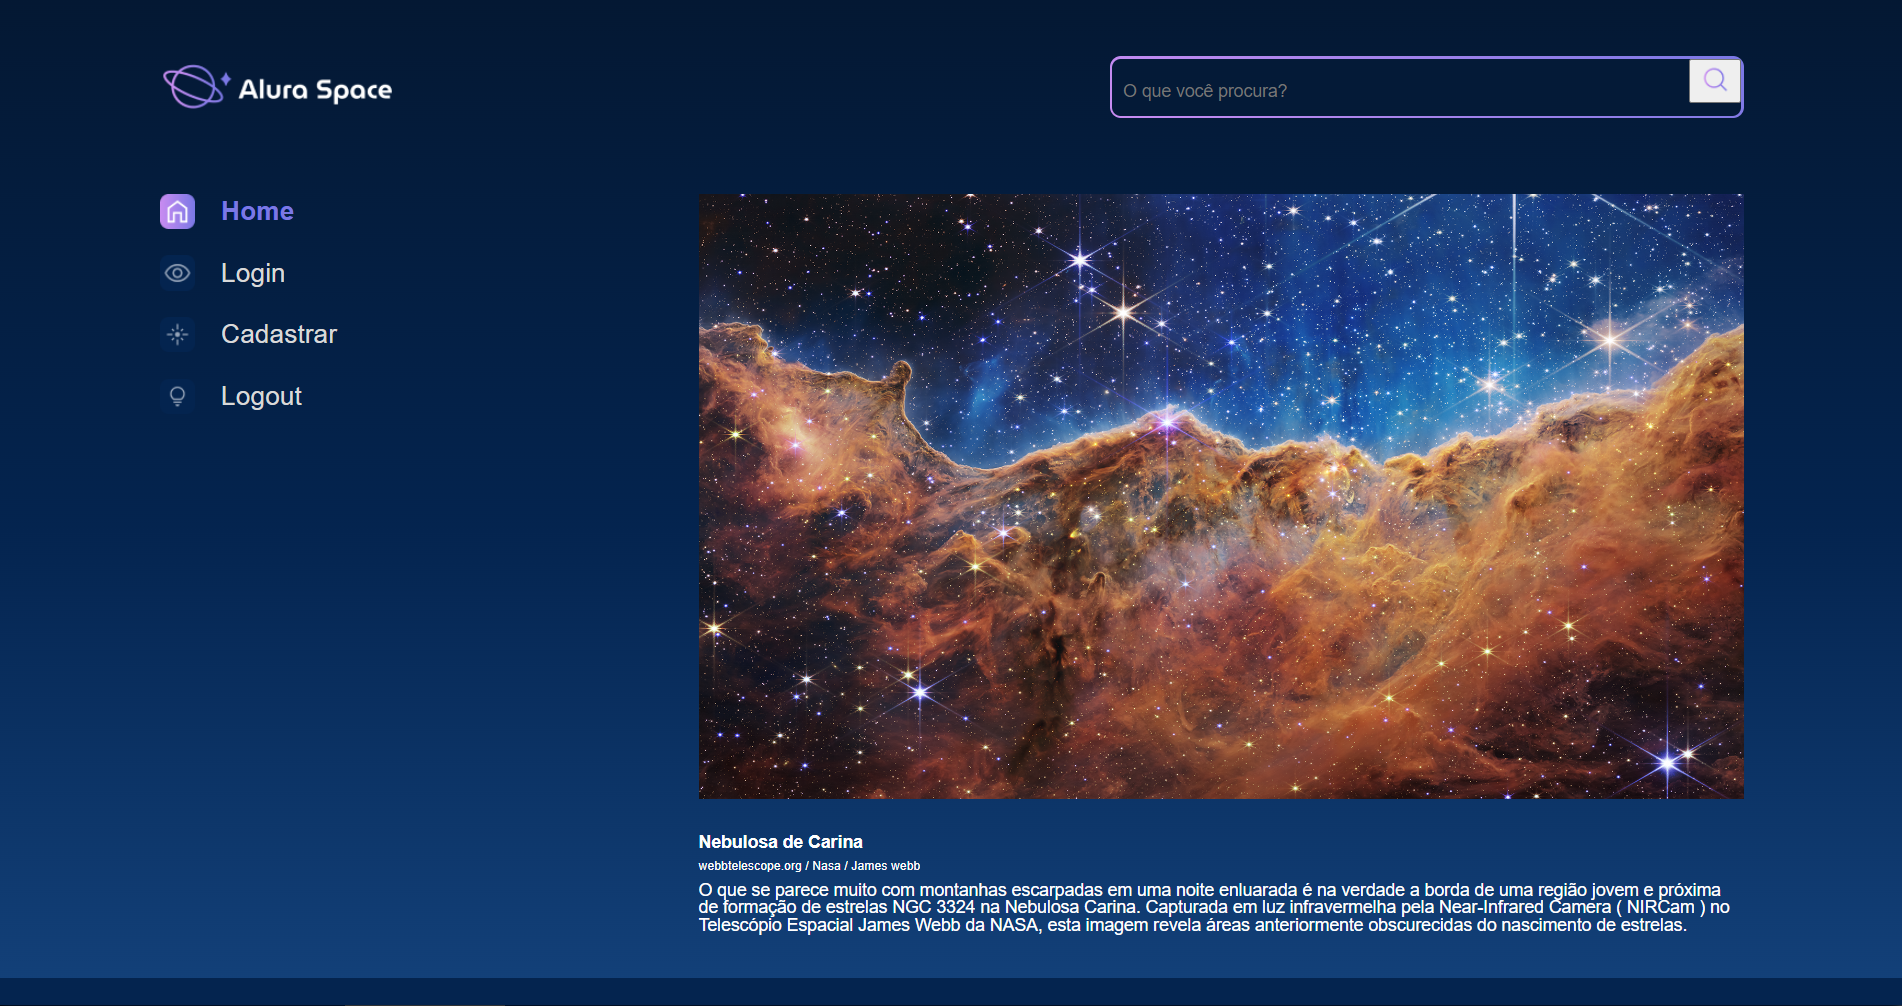 Alura Space
O que você procura?
Home
Login
Cadastrar
Logout
Nebulosa de Carina
webbtelescope.org / Nasa / James webb
O que se parece muito com montanhas escarpadas em uma noite enluarada é na verdade a borda de uma região jovem e próxima
de formação de estrelas NGC 3324 na Nebulosa Carina. Capturada em luz infravermelha pela Near-Infrared Camera ( NIRCam ) no
Telescópio Espacial James Webb da NASA, esta imagem revela áreas anteriormente obscurecidas do nascimento de estrelas.